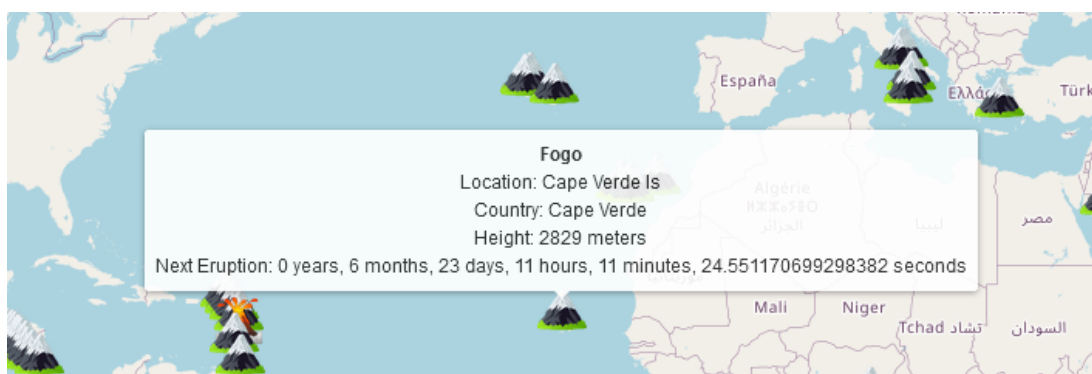 España
Ελλάς
Türk
Fogo
Location: Cape Verde Is
Country: Cape Verde
Height: 2829 meters
Next Eruption: 0 years, 6 months, 23 days, 11 hours, 11 minutes, 24.551170699298382 seconds
Algérie
ⵍⵣⵣⴰⵢⴻⵔ
الجزائر
ليبيا
مصر
Mali
Niger
Tchad تشاد
السودان